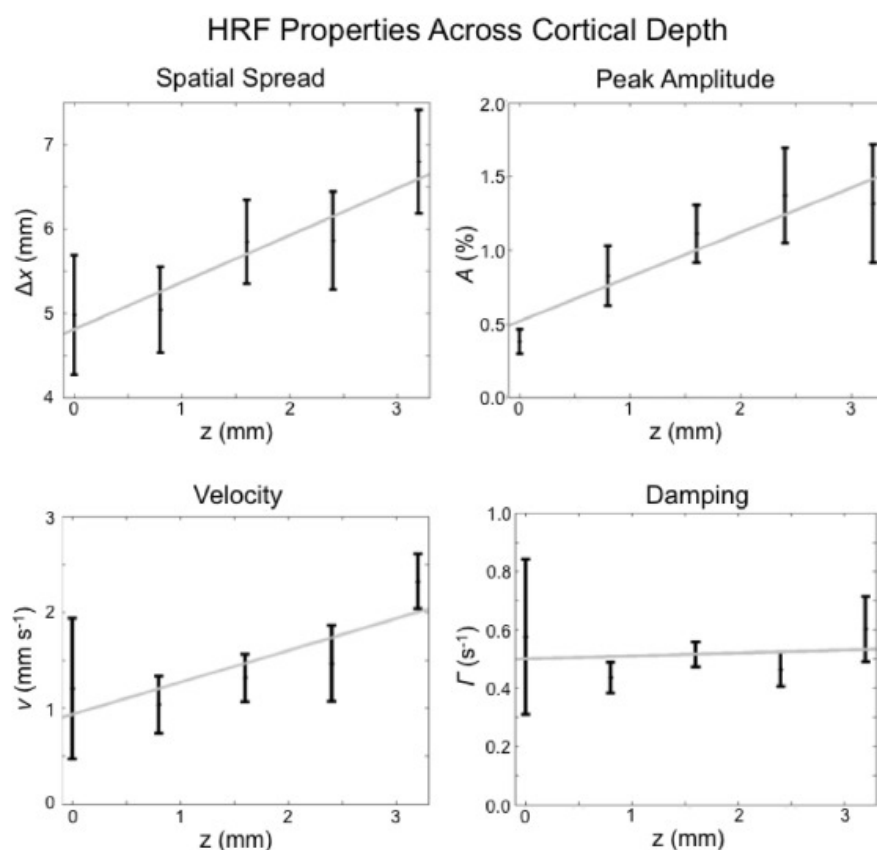 HRF Properties Across Cortical Depth
Spatial Spread
7
6
5
4
Δx (mm)
0 1 2 3
z (mm)
Peak Amplitude
2.0
1.5
1.0
0.5
0.0
A (%)
0 1 2 3
z (mm)
Velocity
3
2
1
0
v (mm s⁻¹)
0 1 2 3
z (mm)
Damping
1.0
0.8
0.6
0.4
0.2
0.0
Γ (s⁻¹)
0 1 2 3
z (mm)